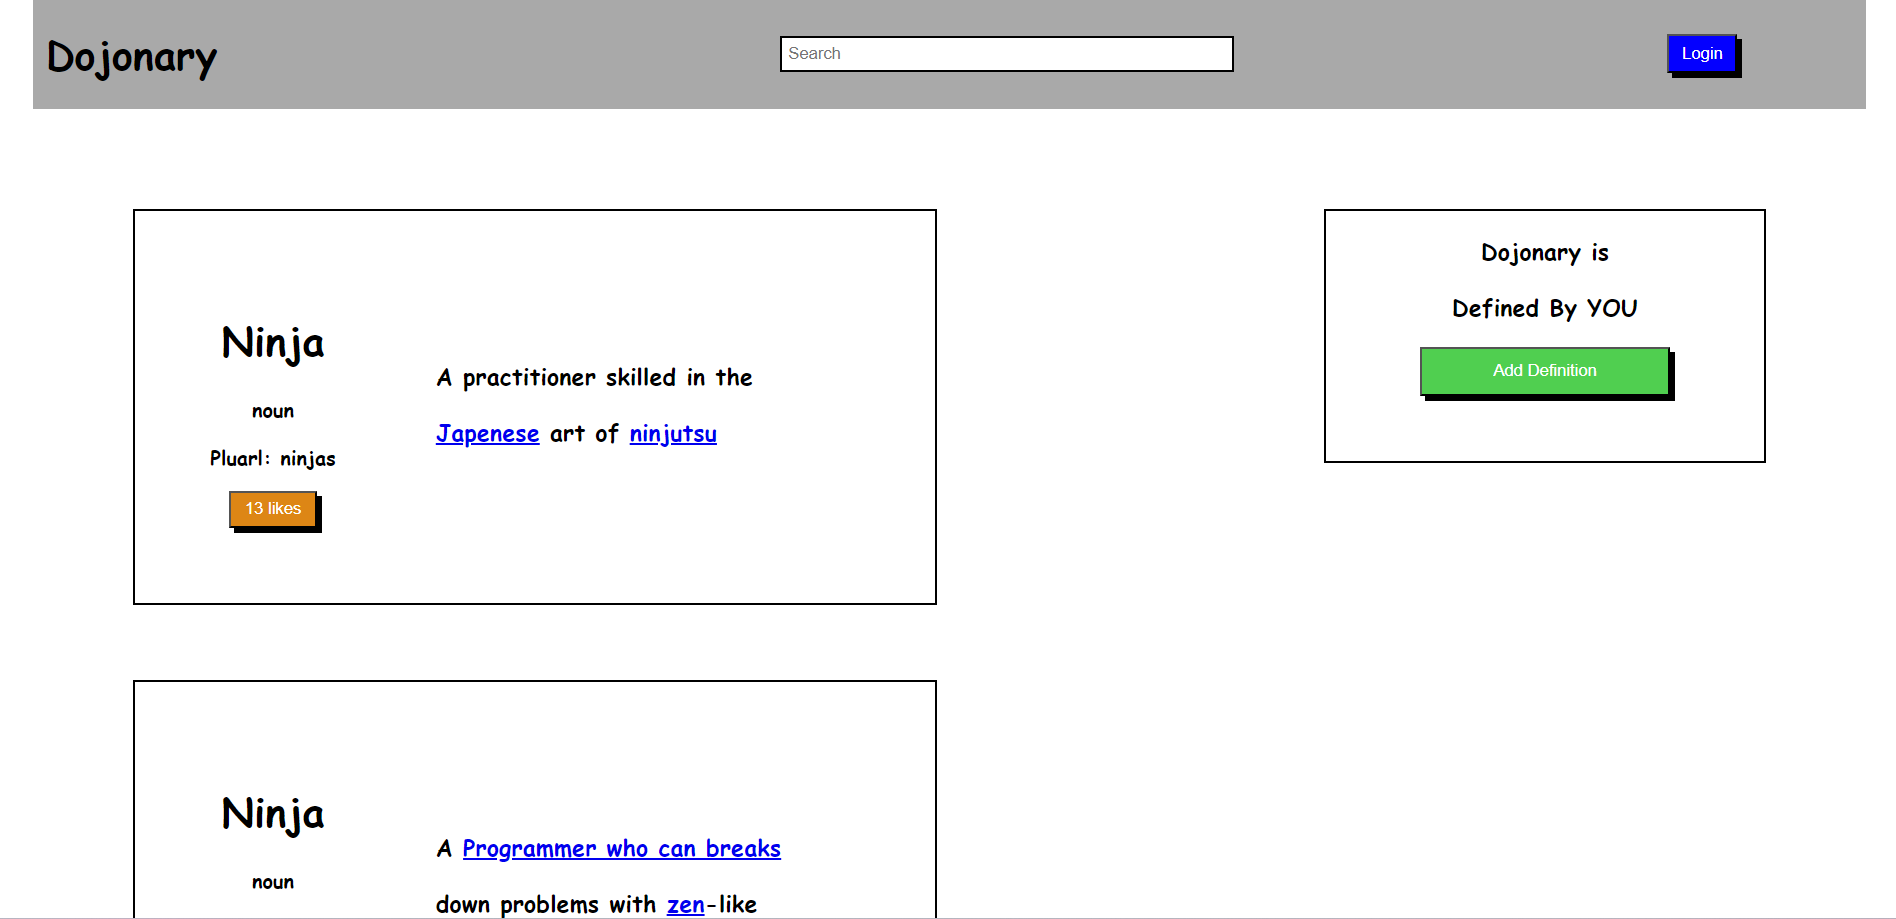 Dojonary
Search
Login
Ninja
noun
Pluarl: ninjas
13 likes
A practitioner skilled in the
Japenese art of ninjutsu
Dojonary is
Defined By YOU
Add Definition
Ninja
noun
A Programmer who can breaks
down problems with zen-like